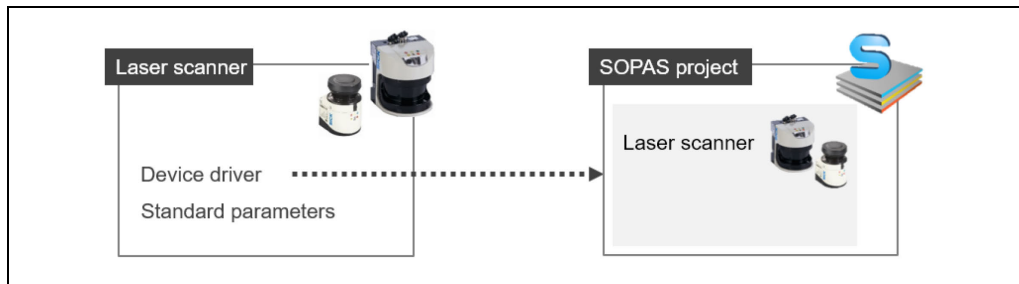 Laser scanner
SOPAS project
Laser scanner
Device driver
Standard parameters